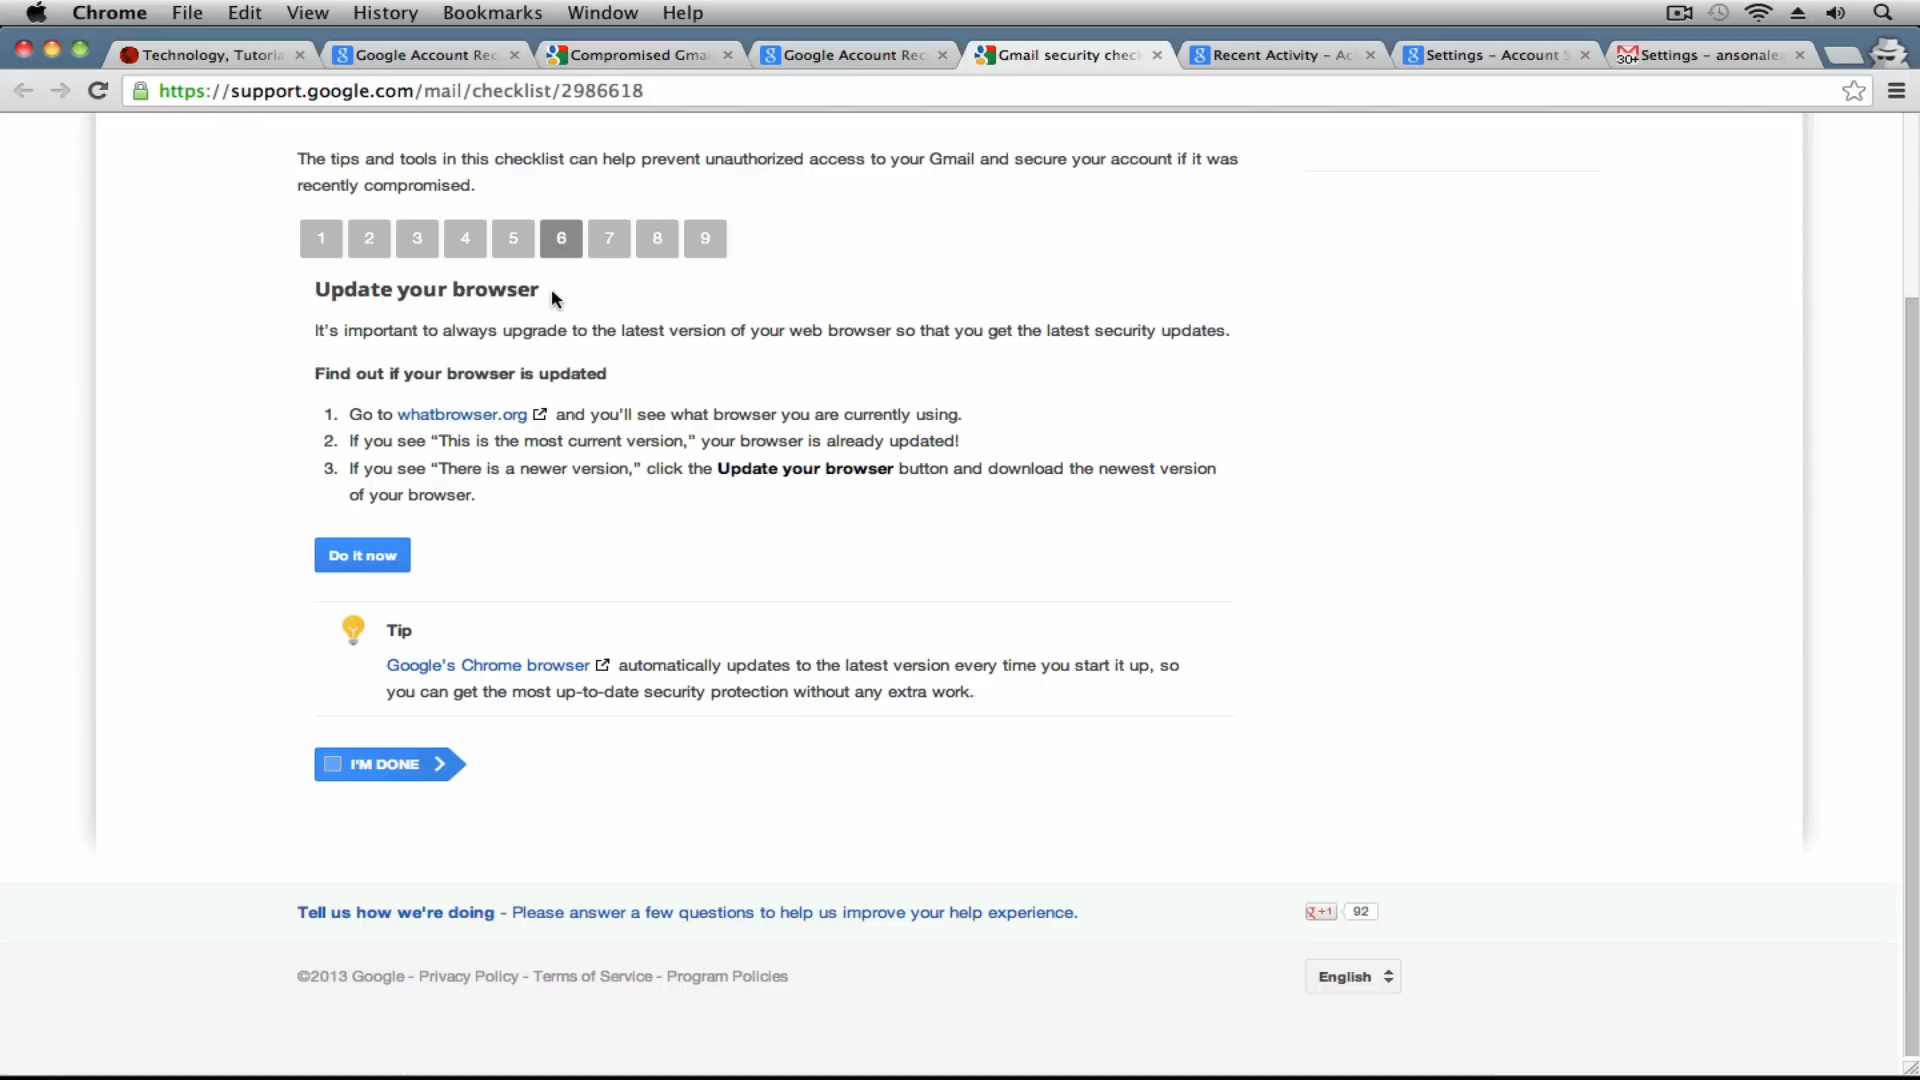 Chrome File Edit View History Bookmarks Window Help
Technology, Tutoria Google Account Rec Compromised Gma Google Account Rec Gmail security chec Recent Activity – Ac Settings – Account S 30+ Settings – ansonale
https://support.google.com/mail/checklist/2986618
The tips and tools in this checklist can help prevent unauthorized access to your Gmail and secure your account if it was
recently compromised.
1 2 3 4 5 6 7 8 9
Update your browser
It's important to always upgrade to the latest version of your web browser so that you get the latest security updates.
Find out if your browser is updated
1. Go to whatbrowser.org and you'll see what browser you are currently using.
2. If you see “This is the most current version,” your browser is already updated!
3. If you see “There is a newer version,” click the Update your browser button and download the newest version
of your browser.
Do it now
Tip
Google's Chrome browser automatically updates to the latest version every time you start it up, so
you can get the most up-to-date security protection without any extra work.
I'M DONE
Tell us how we're doing - Please answer a few questions to help us improve your help experience.
g +1 92
©2013 Google - Privacy Policy - Terms of Service - Program Policies
English